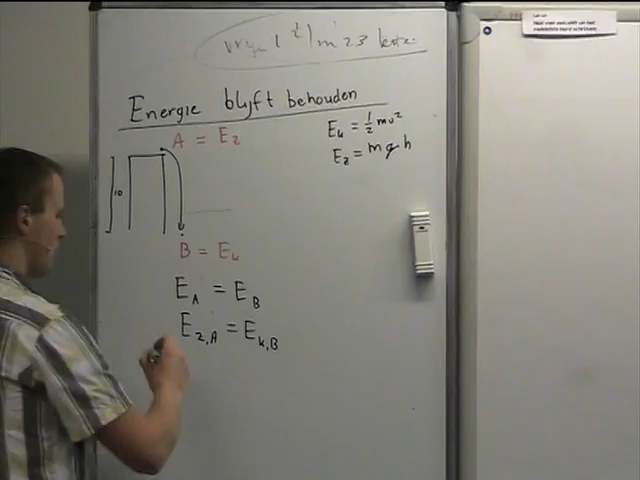 Energie blijft behouden
A = Ez
Ek = ½mv²
Ez = mgh
10
B = Ek
EA = EB
Ez,A = Ek,B